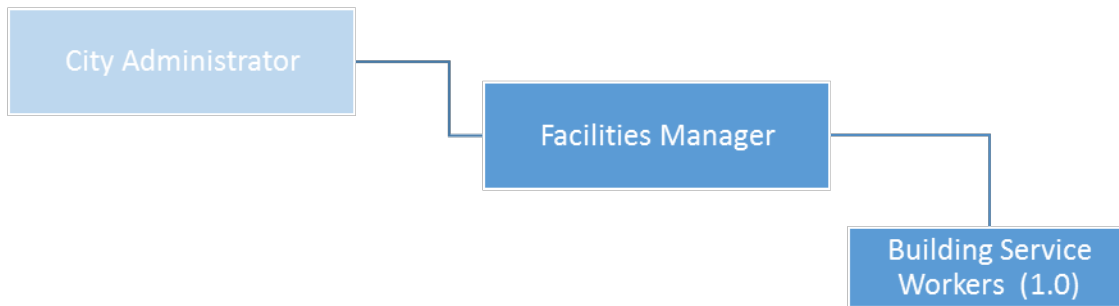 City Administrator
Facilities Manager
Building Service
Workers (1.0)